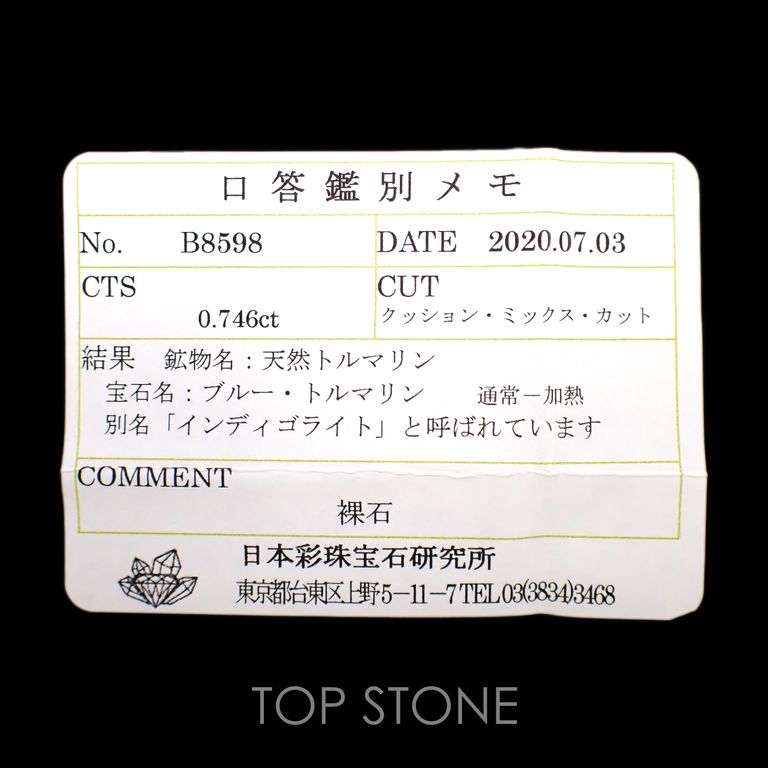 口答鑑別メモ
No. B8598 DATE 2020.07.03
CTS CUT
0.746ct クッション・ミックス・カット
結果 鉱物名：天然トルマリン
宝石名：ブルー・トルマリン 通常－加熱
別名「インディゴライト」と呼ばれています
COMMENT
裸石
日本彩珠宝石研究所
東京都台東区上野5－11－7 TEL03(3834)3468
TOP STONE